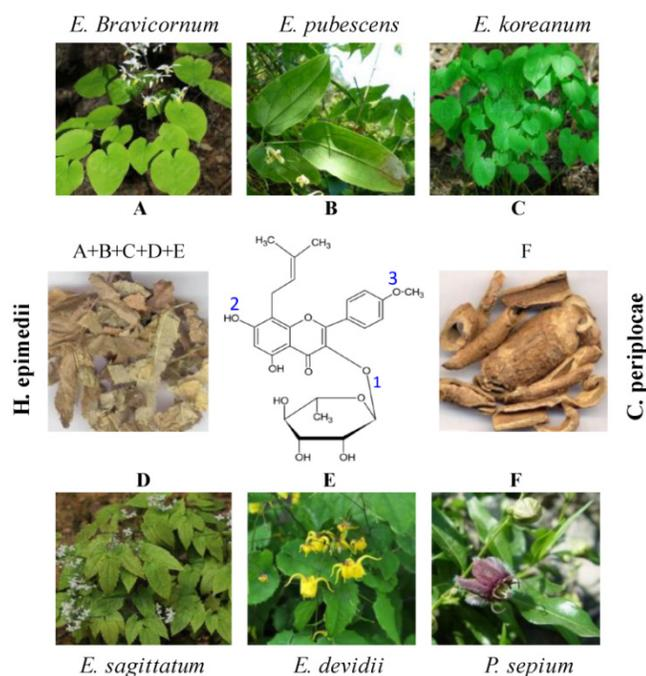 E. Bravicornum
E. pubescens
E. koreanum
A
B
C
A+B+C+D+E
F
H. epimedii
C. periplocae
H₃C
CH₃
3
O
CH₃
2
HO
O
OH
O
O
1
HO
O
CH₃
OH
OH
D
E
F
E. sagittatum
E. devidii
P. sepium